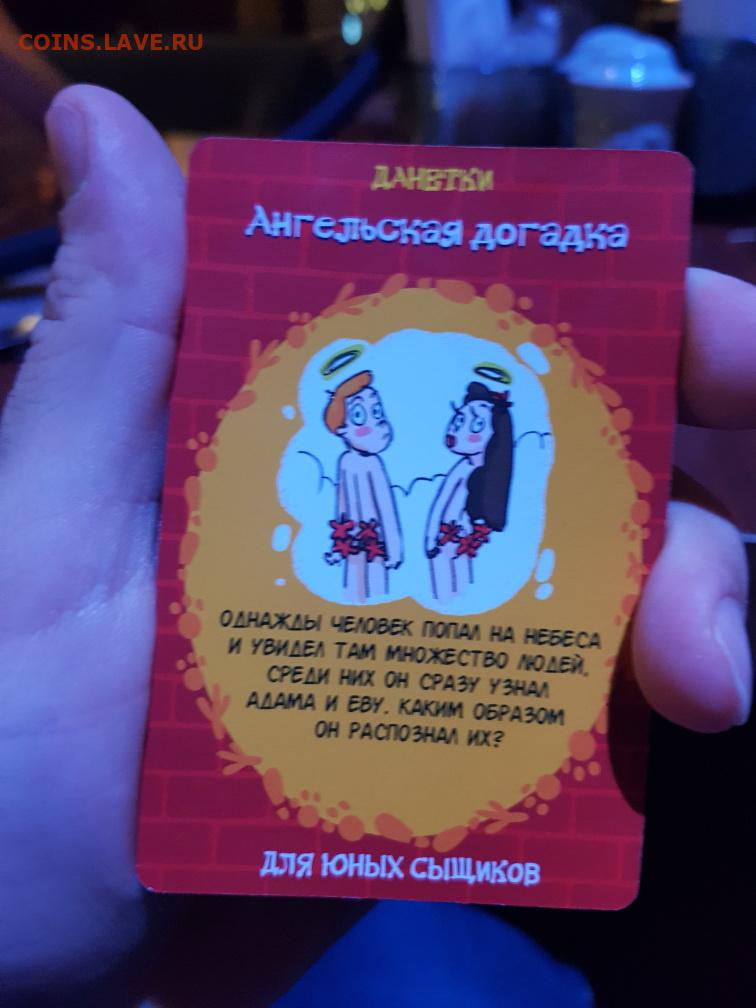 COINS.LAVE.RU
ДАНЕТКИ
Ангельская догадка
ОДНАЖДЫ ЧЕЛОВЕК ПОПАЛ НА НЕБЕСА
И УВИДЕЛ ТАМ МНОЖЕСТВО ЛЮДЕЙ.
СРЕДИ НИХ ОН СРАЗУ УЗНАЛ
АДАМА И ЕВУ. КАКИМ ОБРАЗОМ
ОН РАСПОЗНАЛ ИХ?
ДЛЯ ЮНЫХ СЫЩИКОВ